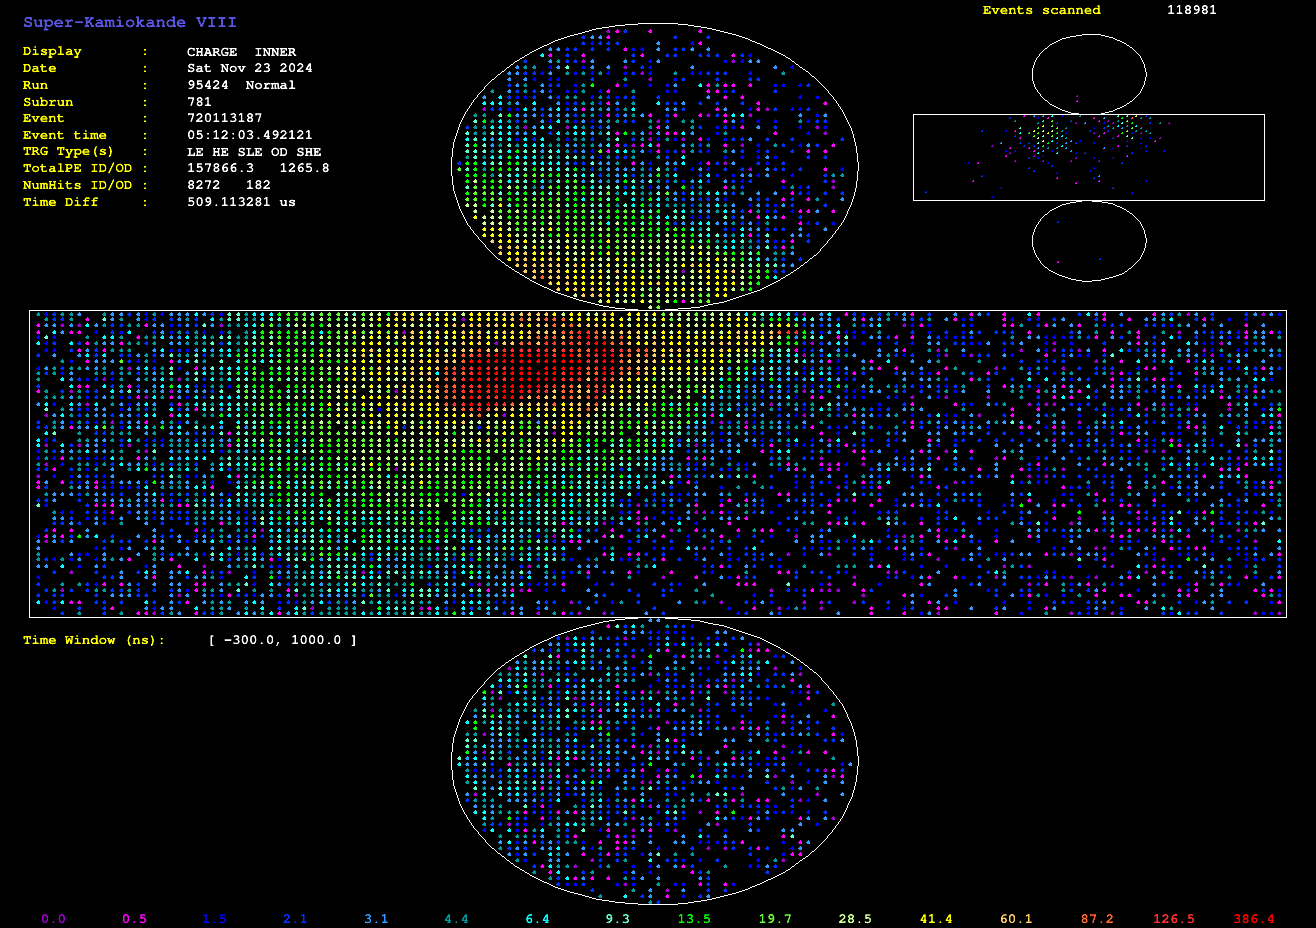 Super-Kamiokande VIII
Display : CHARGE INNER
Date : Sat Nov 23 2024
Run : 95424 Normal
Subrun : 781
Event : 720113187
Event time : 05:12:03.492121
TRG Type(s) : LE HE SLE OD SHE
TotalPE ID/OD : 157866.3 1265.8
NumHits ID/OD : 8272 182
Time Diff : 509.113281 us
Events scanned 118981
Time Window (ns): [ -300.0, 1000.0 ]
0.0 0.5 1.5 2.1 3.1 4.4 6.4 9.3 13.5 19.7 28.5 41.4 60.1 87.2 126.5 386.4